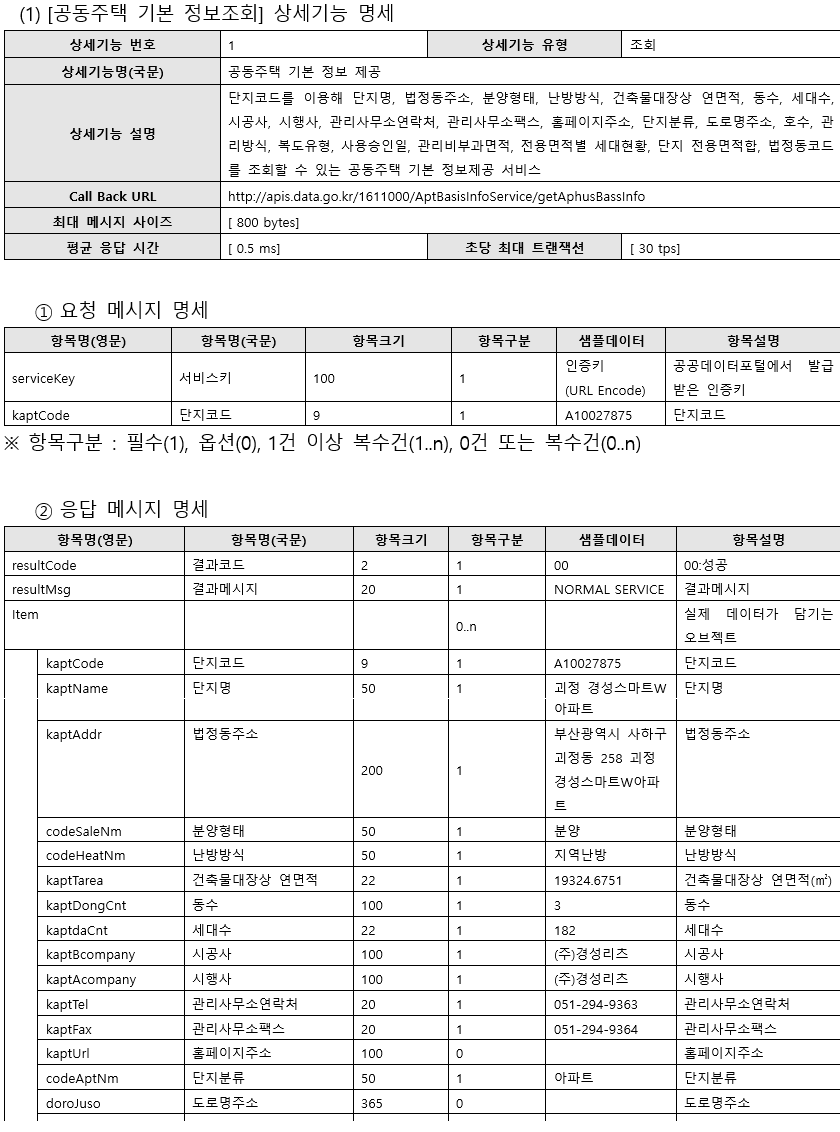 (1) [공동주택 기본 정보조회] 상세기능 명세
상세기능 번호 1 상세기능 유형 조회
상세기능명(국문) 공동주택 기본 정보 제공
상세기능 설명
단지코드를 이용해 단지명, 법정동주소, 분양형태, 난방방식, 건축물대장상 연면적, 동수, 세대수,
시공사, 시행사, 관리사무소연락처, 관리사무소팩스, 홈페이지주소, 단지분류, 도로명주소, 호수, 관
리방식, 복도유형, 사용승인일, 관리비부과면적, 전용면적별 세대현황, 단지 전용면적합, 법정동코드
를 조회할 수 있는 공동주택 기본 정보제공 서비스
Call Back URL http://apis.data.go.kr/1611000/AptBasisInfoService/getAphusBassInfo
최대 메시지 사이즈 [ 800 bytes]
평균 응답 시간 [ 0.5 ms] 초당 최대 트랜잭션 [ 30 tps]
① 요청 메시지 명세
항목명(영문) 항목명(국문) 항목크기 항목구분 샘플데이터 항목설명
serviceKey 서비스키 100 1
인증키
(URL Encode)
공공데이터포털에서 발급
받은 인증키
kaptCode 단지코드 9 1 A10027875 단지코드
※ 항목구분 : 필수(1), 옵션(0), 1건 이상 복수건(1..n), 0건 또는 복수건(0..n)
② 응답 메시지 명세
항목명(영문) 항목명(국문) 항목크기 항목구분 샘플데이터 항목설명
resultCode 결과코드 2 1 00 00:성공
resultMsg 결과메시지 20 1 NORMAL SERVICE 결과메시지
Item 0..n
실제 데이터가 담기는
오브젝트
kaptCode 단지코드 9 1 A10027875 단지코드
kaptName 단지명 50 1
괴정 경성스마트W
아파트
단지명
kaptAddr 법정동주소 200 1
부산광역시 사하구
괴정동 258 괴정
경성스마트W아파
트
법정동주소
codeSaleNm 분양형태 50 1 분양 분양형태
codeHeatNm 난방방식 50 1 지역난방 난방방식
kaptTarea 건축물대장상 연면적 22 1 19324.6751 건축물대장상 연면적(㎡)
kaptDongCnt 동수 100 1 3 동수
kaptdaCnt 세대수 22 1 182 세대수
kaptBcompany 시공사 100 1 (주)경성리츠 시공사
kaptAcompany 시행사 100 1 (주)경성리츠 시행사
kaptTel 관리사무소연락처 20 1 051-294-9363 관리사무소연락처
kaptFax 관리사무소팩스 20 1 051-294-9364 관리사무소팩스
kaptUrl 홈페이지주소 100 0 홈페이지주소
codeAptNm 단지분류 50 1 아파트 단지분류
doroJuso 도로명주소 365 0 도로명주소